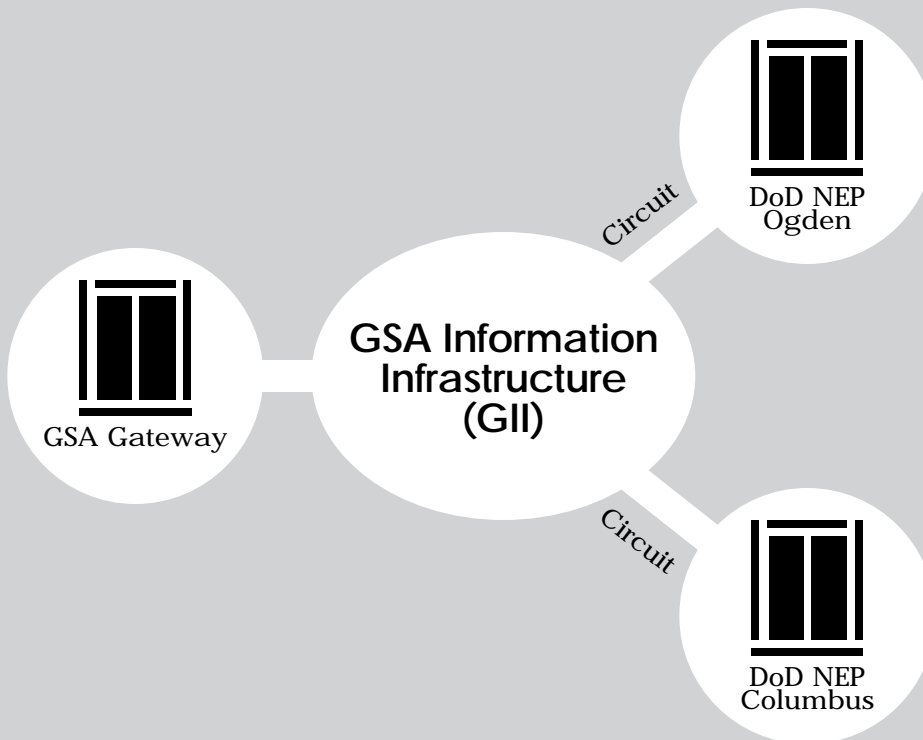 DoD NEP
Ogden
Circuit
GSA Information
Infrastructure
(GII)
GSA Gateway
Circuit
DoD NEP
Columbus